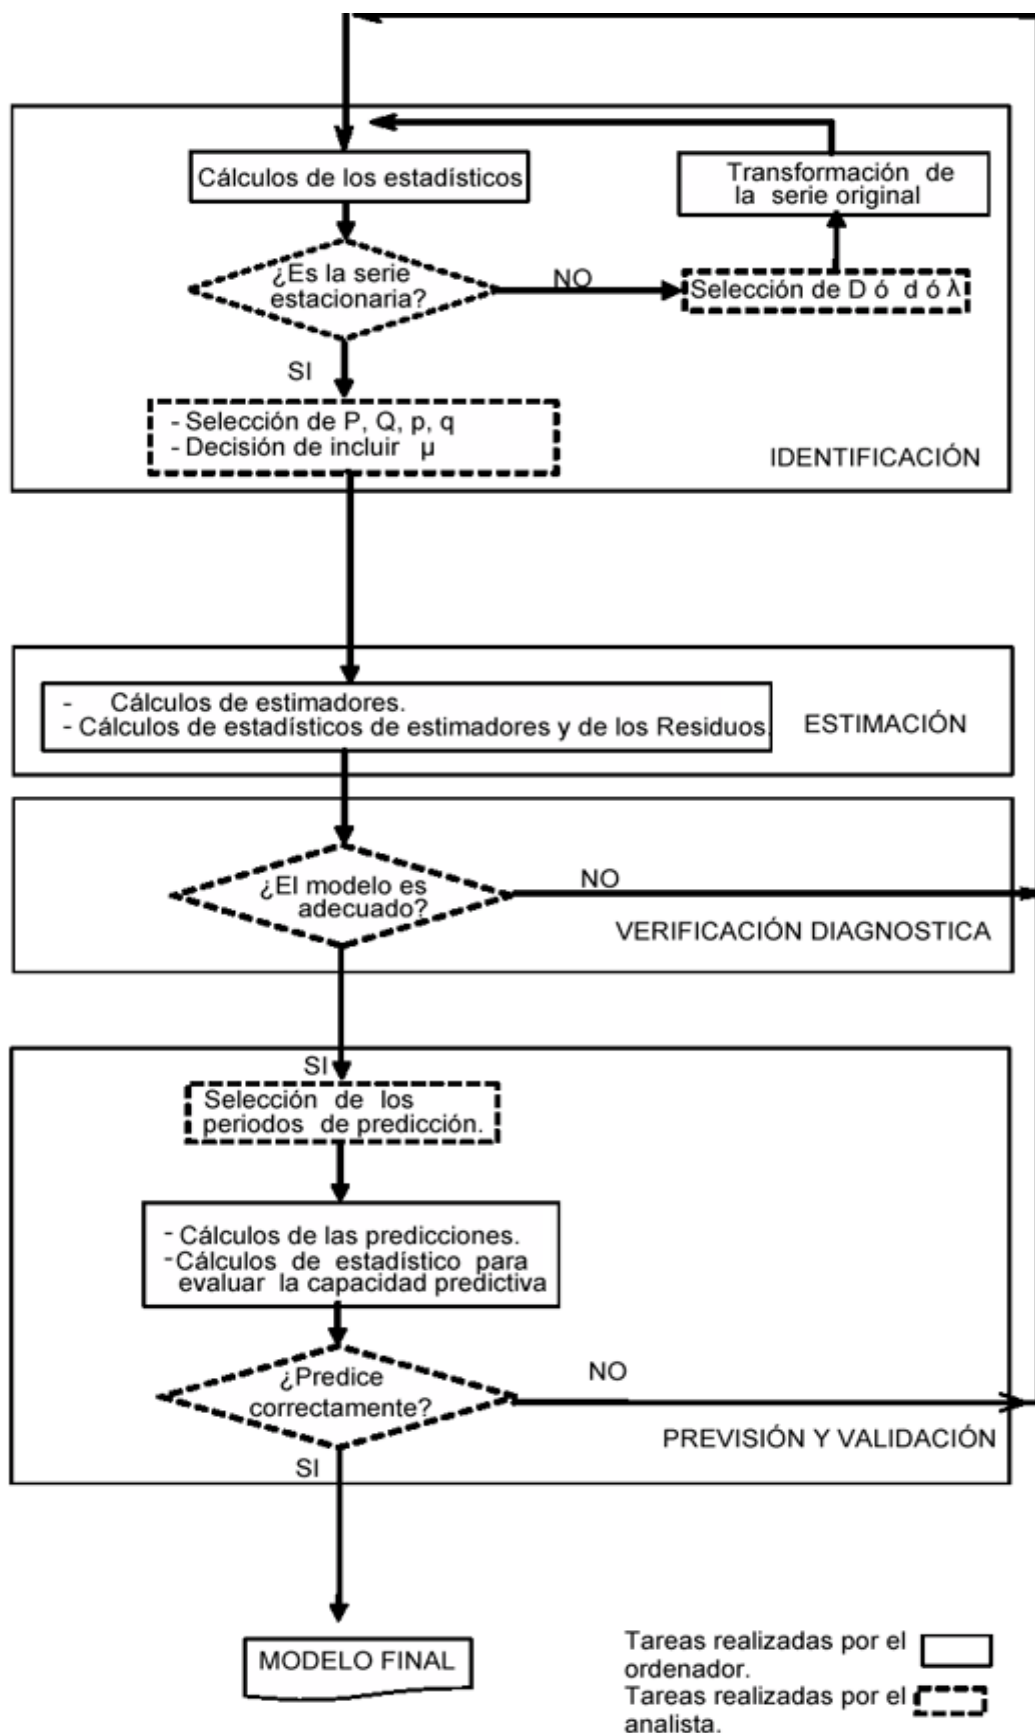 Cálculos de los estadísticos
Transformación de
la serie original
¿Es la serie
estacionaria?
NO
Selección de D ó d ó λ
SI
- Selección de P, Q, p, q
- Decisión de incluir μ
IDENTIFICACIÓN
- Cálculos de estimadores.
- Cálculos de estadísticos de estimadores y de los Residuos.
ESTIMACIÓN
¿El modelo es
adecuado?
NO
VERIFICACIÓN DIAGNOSTICA
SI
Selección de los
periodos de predicción.
- Cálculos de las predicciones.
- Cálculos de estadístico para
evaluar la capacidad predictiva
¿Predice
correctamente?
NO
PREVISIÓN Y VALIDACIÓN
SI
MODELO FINAL
Tareas realizadas por el
ordenador.
Tareas realizadas por el
analista.